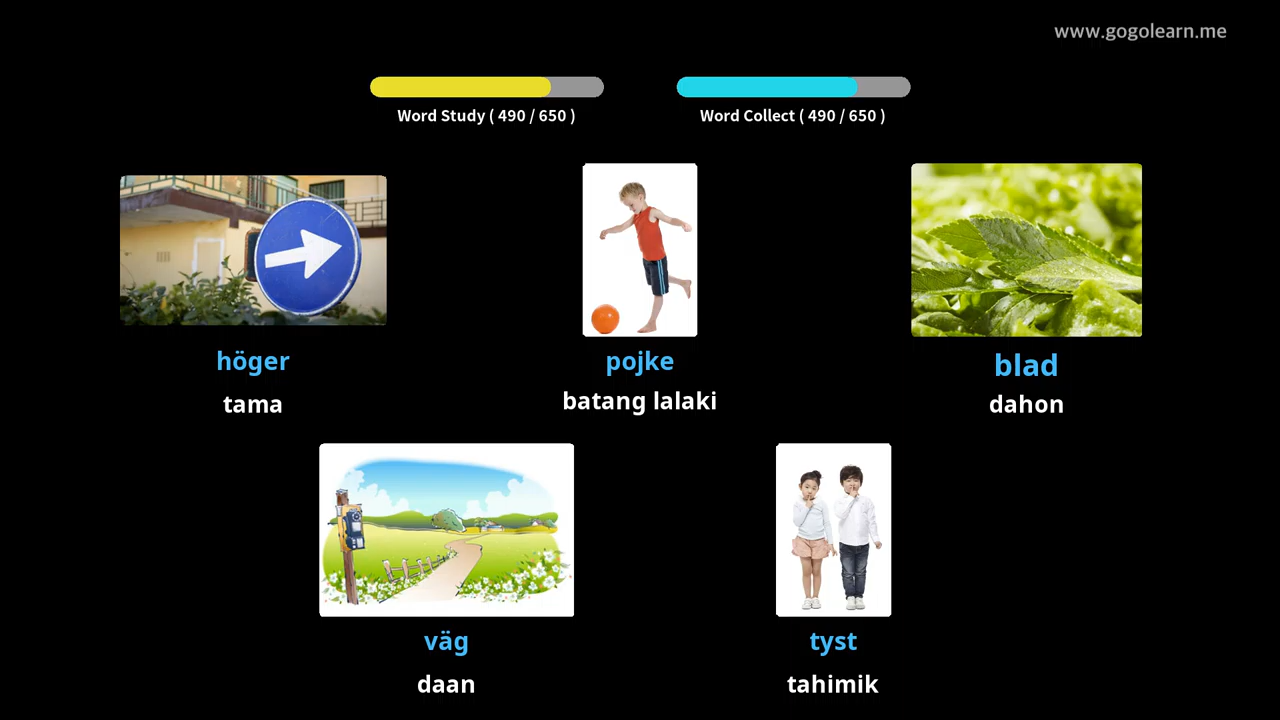 www.gogolearn.me
Word Study ( 490 / 650 )
Word Collect ( 490 / 650 )
höger
pojke
blad
tama
batang lalaki
dahon
väg
tyst
daan
tahimik